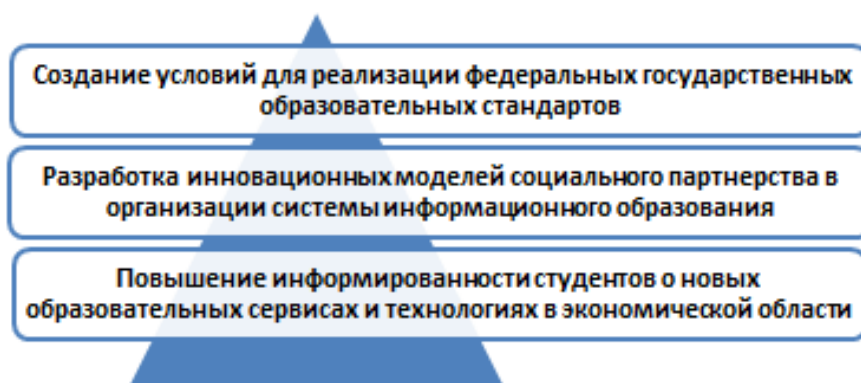 Создание условий для реализации федеральных государственных
образовательных стандартов
Разработка инновационных моделей социального партнерства в
организации системы информационного образования
Повышение информированности студентов о новых
образовательных сервисах и технологиях в экономической области